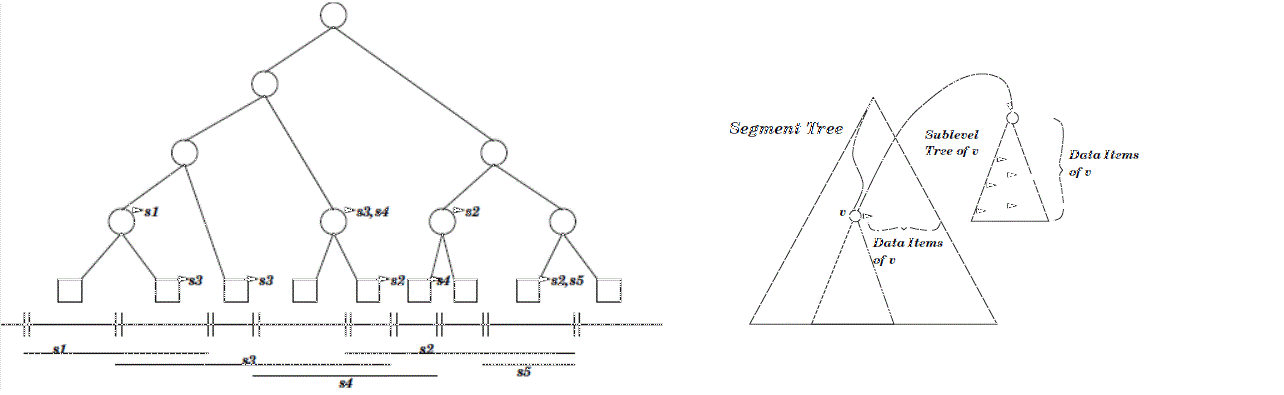 s1
s3,s4
s2
s3
s3
s2
s4
s2,s5
s1
s2
s3
s5
s4
Segment Tree
Sublevel
Tree of v
Data Items
of v
v
Data Items
of v